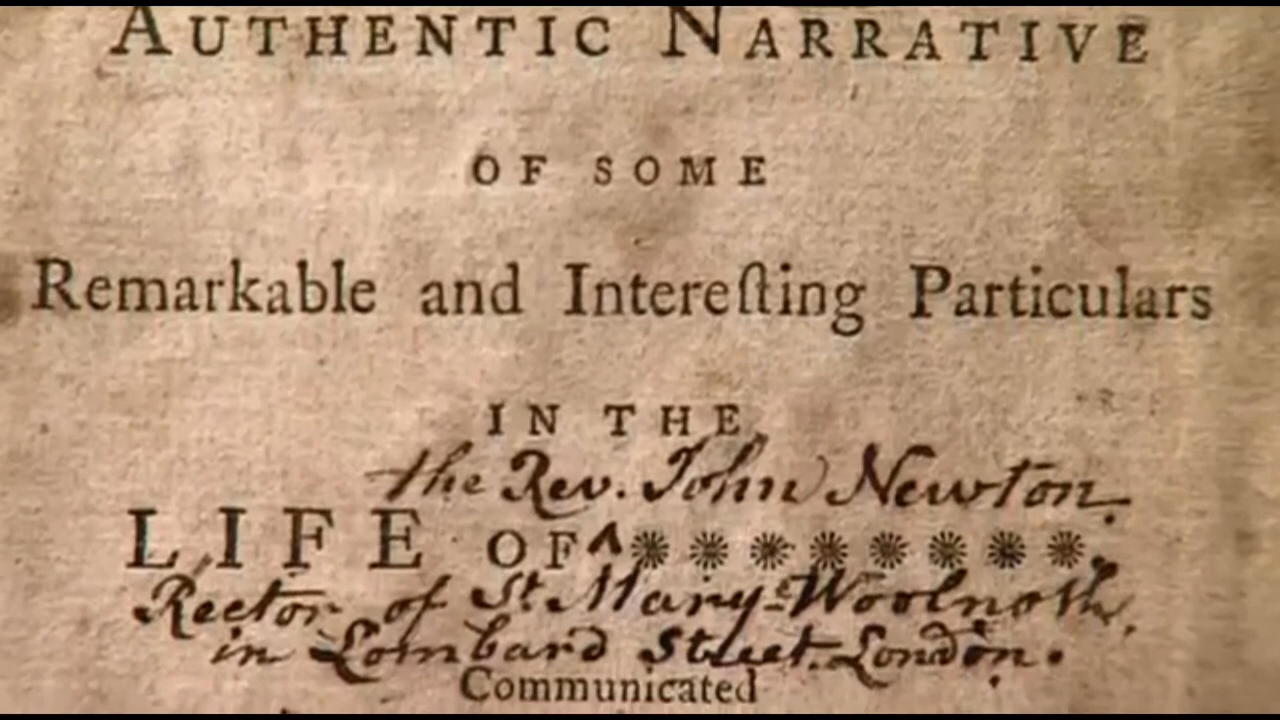 AUTHENTIC NARRATIVE
OF SOME
Remarkable and Intereſting Particulars
IN THE
the Rev. John Newton.
LIFE OF ^ ********.
Rector of St. Mary-Woolnoth,
in Lombard Street. London.
Communicated